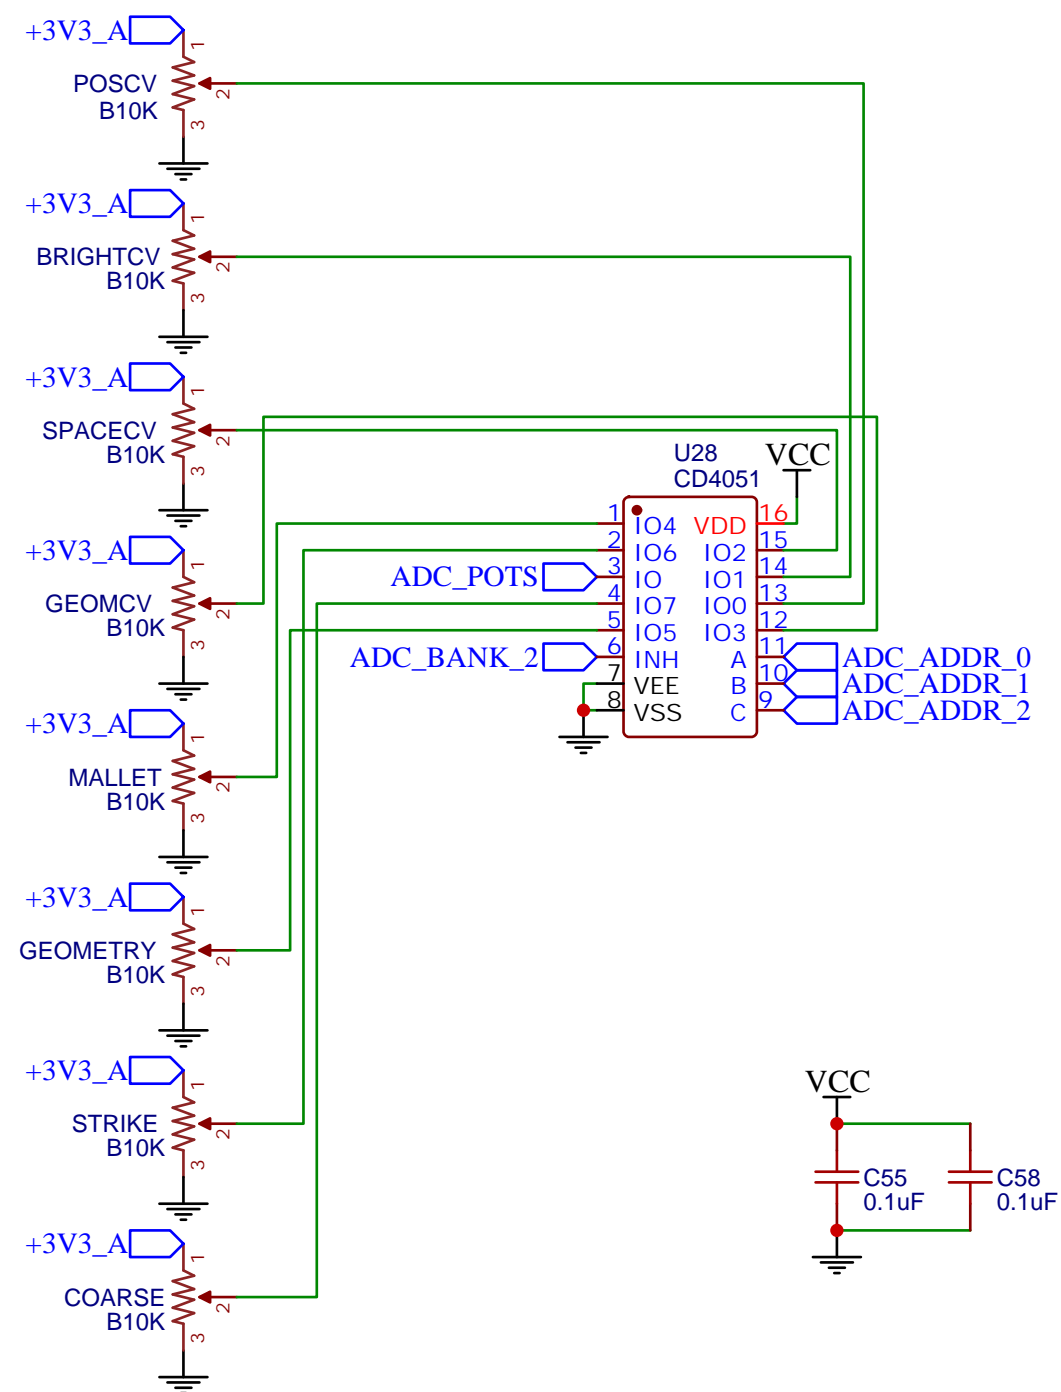 +3V3_A
1
POSCV
2
B10K
3
+3V3_A
1
BRIGHTCV
2
B10K
3
+3V3_A
1
SPACECV
2
B10K
3
+3V3_A
1
GEOMCV
2
B10K
3
+3V3_A
1
MALLET
2
B10K
3
+3V3_A
1
GEOMETRY
2
B10K
3
+3V3_A
1
STRIKE
2
B10K
3
+3V3_A
1
COARSE
2
B10K
3
U28
CD4051
VCC
1 IO4 VDD 16
2 IO6 IO2 15
ADC_POTS 3 IO IO1 14
4 IO7 IO0 13
5 IO5 IO3 12
ADC_BANK_2 6 INH A 11 ADC_ADDR_0
7 VEE B 10 ADC_ADDR_1
8 VSS C 9 ADC_ADDR_2
VCC
C55
0.1uF
C58
0.1uF